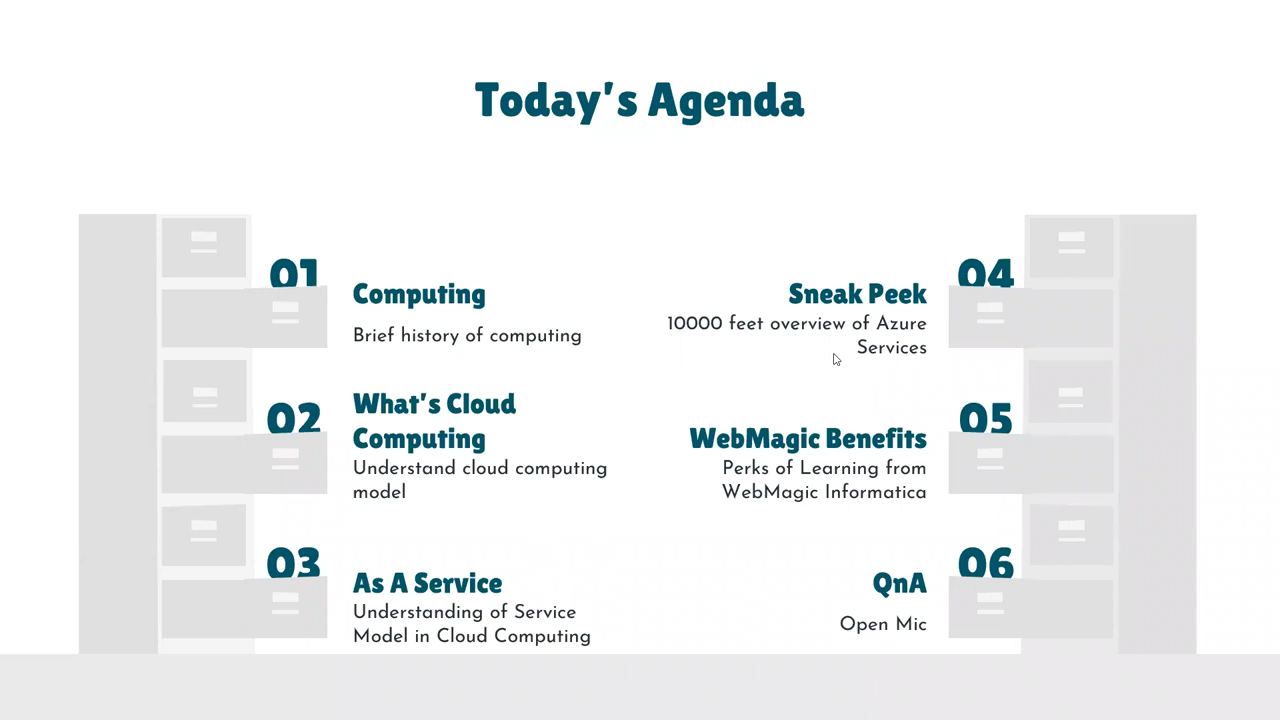 Today's Agenda
01
Computing
Brief history of computing
02
What's Cloud
Computing
Understand cloud computing
model
03
As A Service
Understanding of Service
Model in Cloud Computing
04
Sneak Peek
10000 feet overview of Azure
Services
05
WebMagic Benefits
Perks of Learning from
WebMagic Informatica
06
QnA
Open Mic